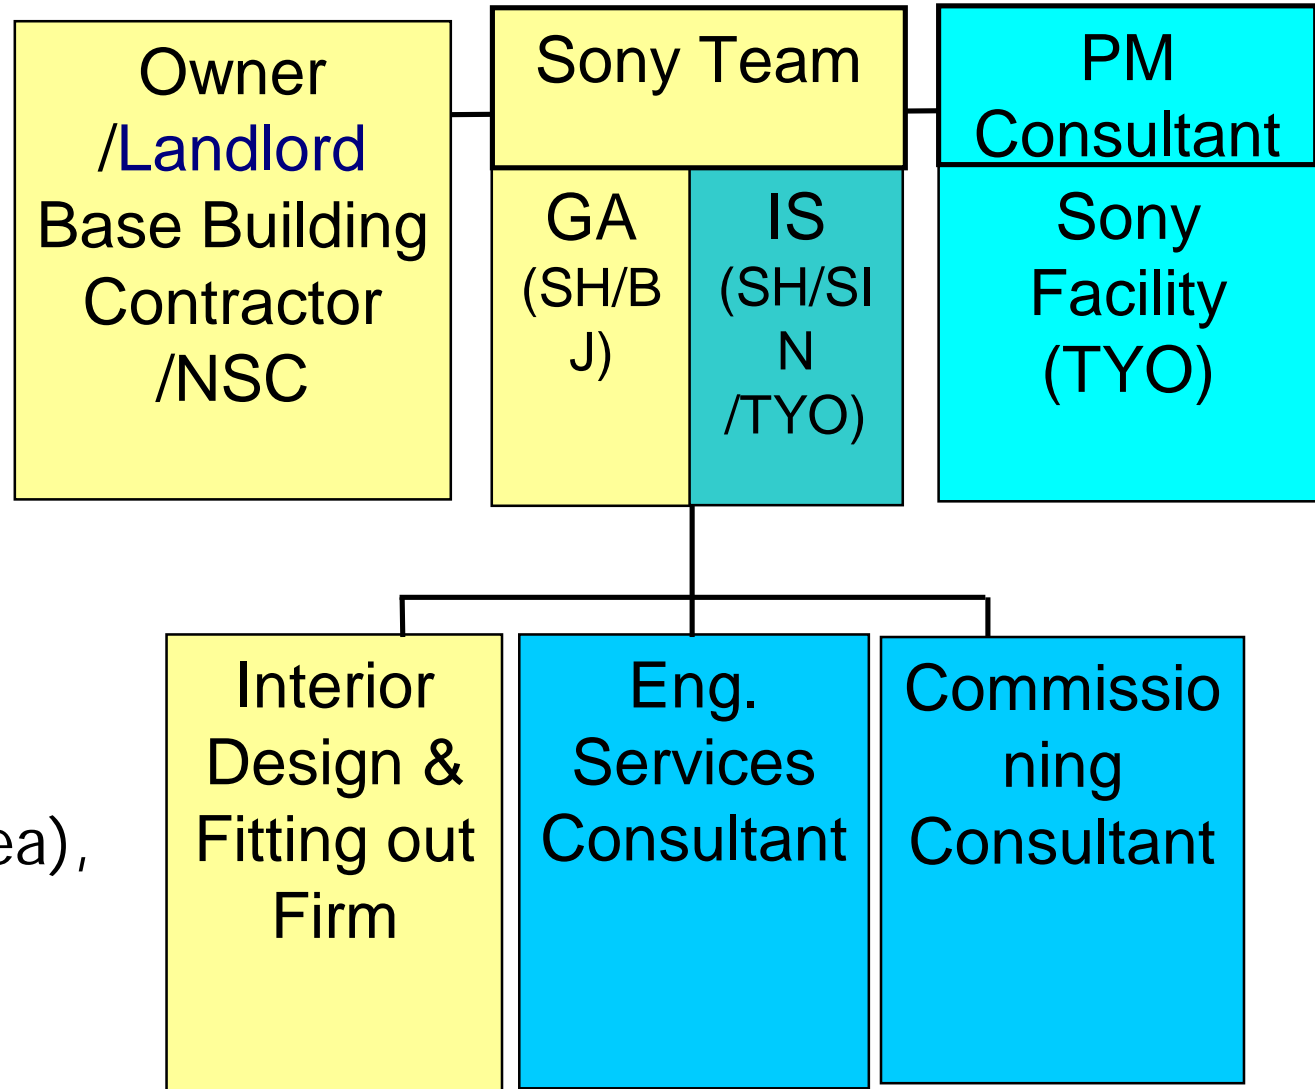 Owner
/Landlord
Base Building
Contractor
/NSC
Sony Team
GA
(SH/B
J)
IS
(SH/SI
N
/TYO)
PM
Consultant
Sony
Facility
(TYO)
Interior
Design &
Fitting out
Firm
Eng.
Services
Consultant
Commissio
ning
Consultant
ea),